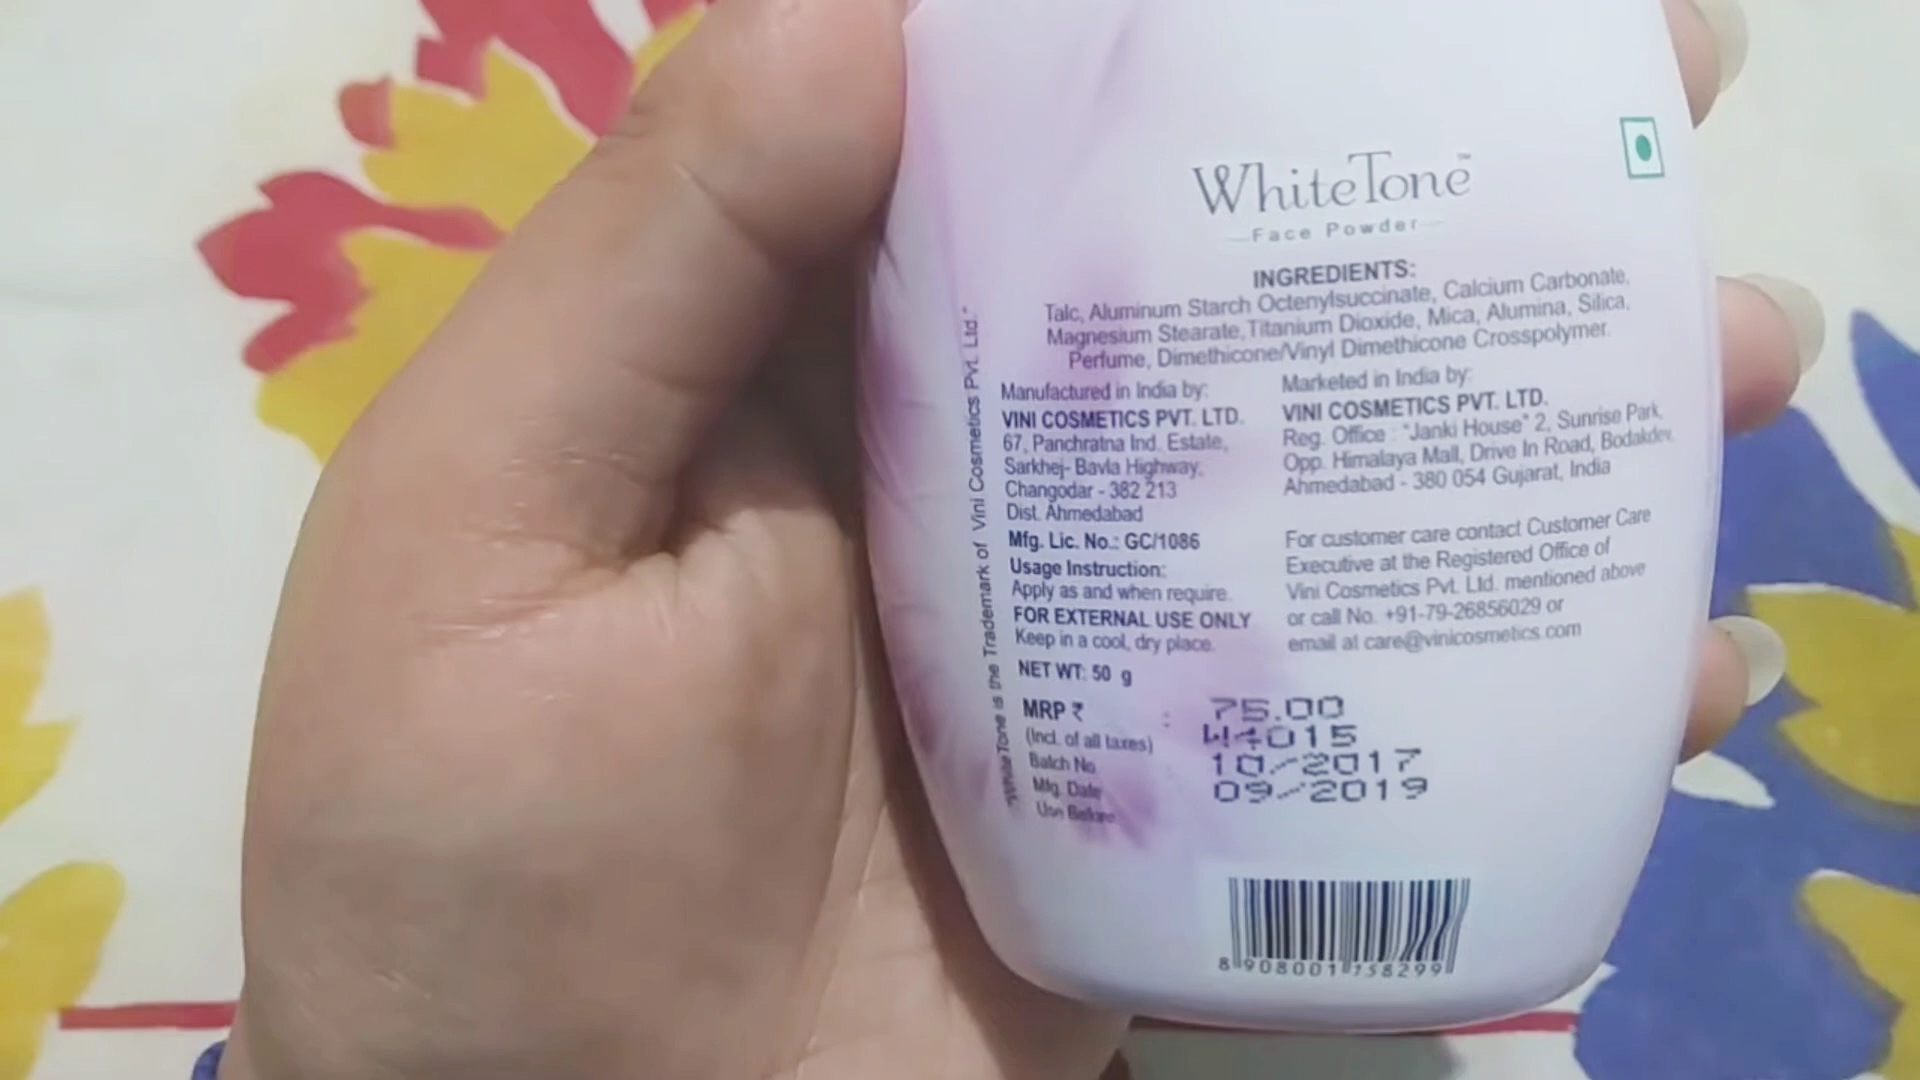 WhiteTone™
Face Powder
INGREDIENTS:
Talc, Aluminum Starch Octenylsuccinate, Calcium Carbonate,
Magnesium Stearate, Titanium Dioxide, Mica, Alumina, Silica,
Perfume, Dimethicone/Vinyl Dimethicone Crosspolymer.
"WhiteTone is the Trademark of Vini Cosmetics Pvt. Ltd."
Manufactured in India by:
VINI COSMETICS PVT. LTD.
67, Panchratna Ind. Estate,
Sarkhej- Bavla Highway,
Changodar - 382 213
Dist. Ahmedabad
Mfg. Lic. No.: GC/1086
Usage Instruction:
Apply as and when require.
FOR EXTERNAL USE ONLY
Keep in a cool, dry place.
NET WT: 50 g
Marketed in India by:
VINI COSMETICS PVT. LTD.
Reg. Office : "Janki House" 2, Sunrise Park,
Opp. Himalaya Mall, Drive In Road, Bodakdev,
Ahmedabad - 380 054 Gujarat, India
For customer care contact Customer Care
Executive at the Registered Office of
Vini Cosmetics Pvt. Ltd. mentioned above
or call No. +91-79-26856029 or
email at care@vinicosmetics.com
MRP ₹ : 75.00
(Incl. of all taxes)
Batch No. W4015
Mfg. Date 10/2017
Use Before 09/2019
8 908001 758299